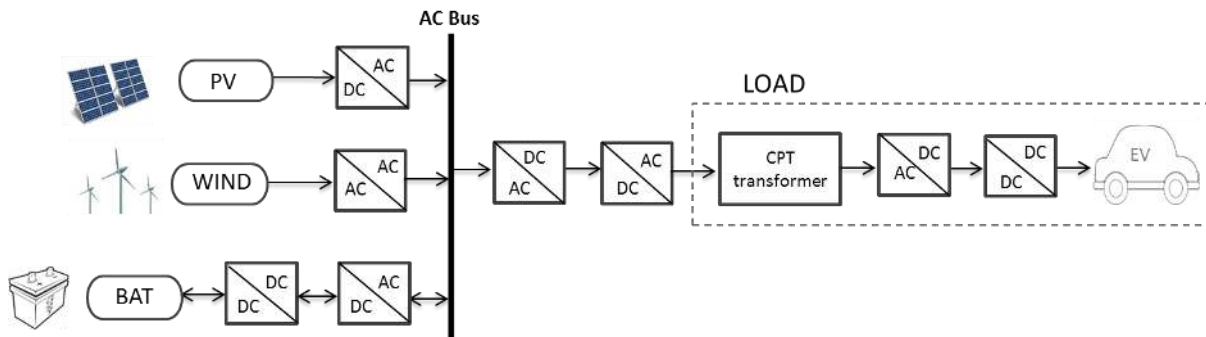 AC Bus
PV
DC
AC
LOAD
WIND
AC
AC
DC
AC
AC
DC
CPT
transformer
DC
AC
DC
DC
EV
BAT
DC
DC
AC
DC